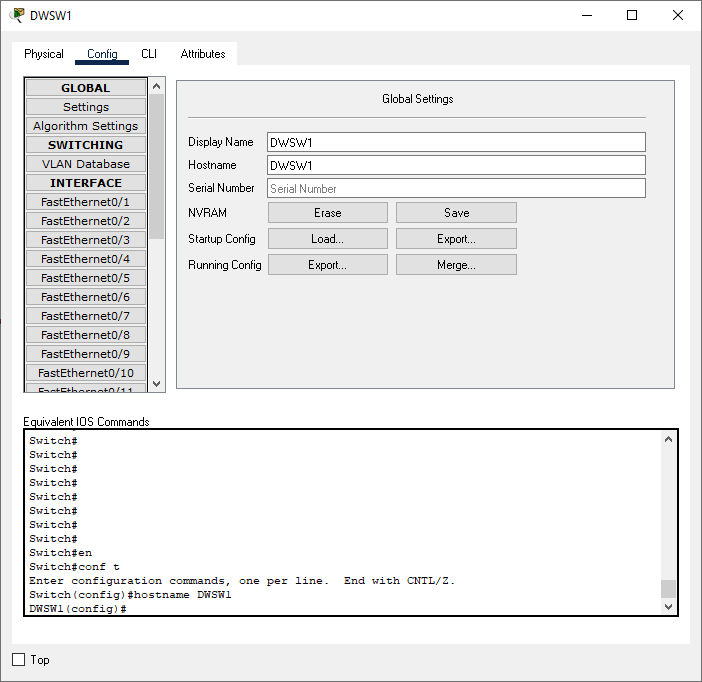 DWSW1
Physical Config CLI Attributes
GLOBAL
Settings
Algorithm Settings
SWITCHING
VLAN Database
INTERFACE
FastEthernet0/1
FastEthernet0/2
FastEthernet0/3
FastEthernet0/4
FastEthernet0/5
FastEthernet0/6
FastEthernet0/7
FastEthernet0/8
FastEthernet0/9
FastEthernet0/10
FastEthernet0/11
Global Settings
Display Name DWSW1
Hostname DWSW1
Serial Number Serial Number
NVRAM Erase Save
Startup Config Load... Export...
Running Config Export... Merge...
Equivalent IOS Commands
Switch#
Switch#
Switch#
Switch#
Switch#
Switch#
Switch#
Switch#
Switch#en
Switch#conf t
Enter configuration commands, one per line.  End with CNTL/Z.
Switch(config)#hostname DWSW1
DWSW1(config)#
Top